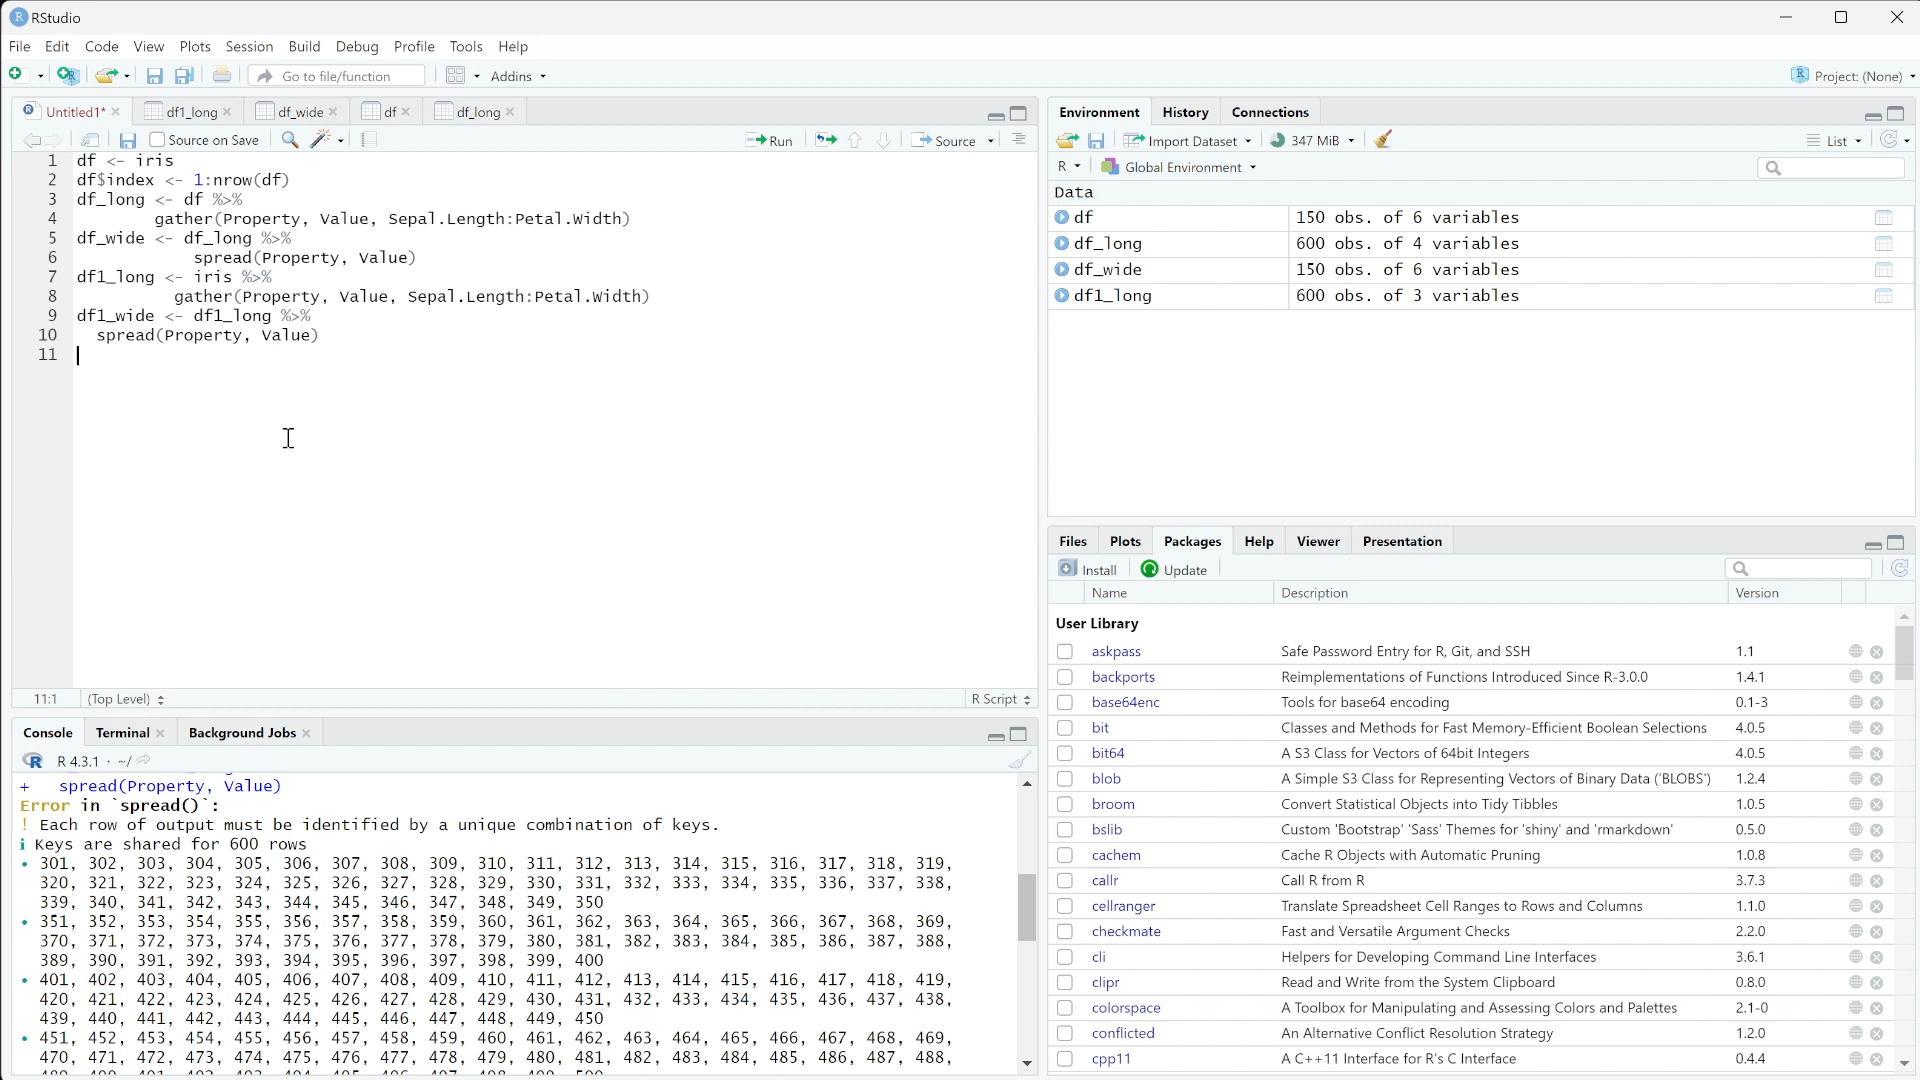 RStudio
File Edit Code View Plots Session Build Debug Profile Tools Help
Go to file/function Addins Project: (None)
Untitled1* df1_long df_wide df df_long
Source on Save Run Source
1 df <- iris
2 df$index <- 1:nrow(df)
3 df_long <- df %>%
4 gather(Property, Value, Sepal.Length:Petal.Width)
5 df_wide <- df_long %>%
6 spread(Property, Value)
7 df1_long <- iris %>%
8 gather(Property, Value, Sepal.Length:Petal.Width)
9 df1_wide <- df1_long %>%
10 spread(Property, Value)
11
11:1 (Top Level) R Script
Console Terminal Background Jobs
R 4.3.1 · ~/
+ spread(Property, Value)
Error in `spread()`:
! Each row of output must be identified by a unique combination of keys.
i Keys are shared for 600 rows
• 301, 302, 303, 304, 305, 306, 307, 308, 309, 310, 311, 312, 313, 314, 315, 316, 317, 318, 319,
320, 321, 322, 323, 324, 325, 326, 327, 328, 329, 330, 331, 332, 333, 334, 335, 336, 337, 338,
339, 340, 341, 342, 343, 344, 345, 346, 347, 348, 349, 350
• 351, 352, 353, 354, 355, 356, 357, 358, 359, 360, 361, 362, 363, 364, 365, 366, 367, 368, 369,
370, 371, 372, 373, 374, 375, 376, 377, 378, 379, 380, 381, 382, 383, 384, 385, 386, 387, 388,
389, 390, 391, 392, 393, 394, 395, 396, 397, 398, 399, 400
• 401, 402, 403, 404, 405, 406, 407, 408, 409, 410, 411, 412, 413, 414, 415, 416, 417, 418, 419,
420, 421, 422, 423, 424, 425, 426, 427, 428, 429, 430, 431, 432, 433, 434, 435, 436, 437, 438,
439, 440, 441, 442, 443, 444, 445, 446, 447, 448, 449, 450
• 451, 452, 453, 454, 455, 456, 457, 458, 459, 460, 461, 462, 463, 464, 465, 466, 467, 468, 469,
470, 471, 472, 473, 474, 475, 476, 477, 478, 479, 480, 481, 482, 483, 484, 485, 486, 487, 488,
Environment History Connections
Import Dataset 347 MiB List
R Global Environment
Data
df 150 obs. of 6 variables
df_long 600 obs. of 4 variables
df_wide 150 obs. of 6 variables
df1_long 600 obs. of 3 variables
Files Plots Packages Help Viewer Presentation
Install Update
Name Description Version
User Library
askpass Safe Password Entry for R, Git, and SSH 1.1
backports Reimplementations of Functions Introduced Since R-3.0.0 1.4.1
base64enc Tools for base64 encoding 0.1-3
bit Classes and Methods for Fast Memory-Efficient Boolean Selections 4.0.5
bit64 A S3 Class for Vectors of 64bit Integers 4.0.5
blob A Simple S3 Class for Representing Vectors of Binary Data ('BLOBS') 1.2.4
broom Convert Statistical Objects into Tidy Tibbles 1.0.5
bslib Custom 'Bootstrap' 'Sass' Themes for 'shiny' and 'rmarkdown' 0.5.0
cachem Cache R Objects with Automatic Pruning 1.0.8
callr Call R from R 3.7.3
cellranger Translate Spreadsheet Cell Ranges to Rows and Columns 1.1.0
checkmate Fast and Versatile Argument Checks 2.2.0
cli Helpers for Developing Command Line Interfaces 3.6.1
clipr Read and Write from the System Clipboard 0.8.0
colorspace A Toolbox for Manipulating and Assessing Colors and Palettes 2.1-0
conflicted An Alternative Conflict Resolution Strategy 1.2.0
cpp11 A C++11 Interface for R's C Interface 0.4.4